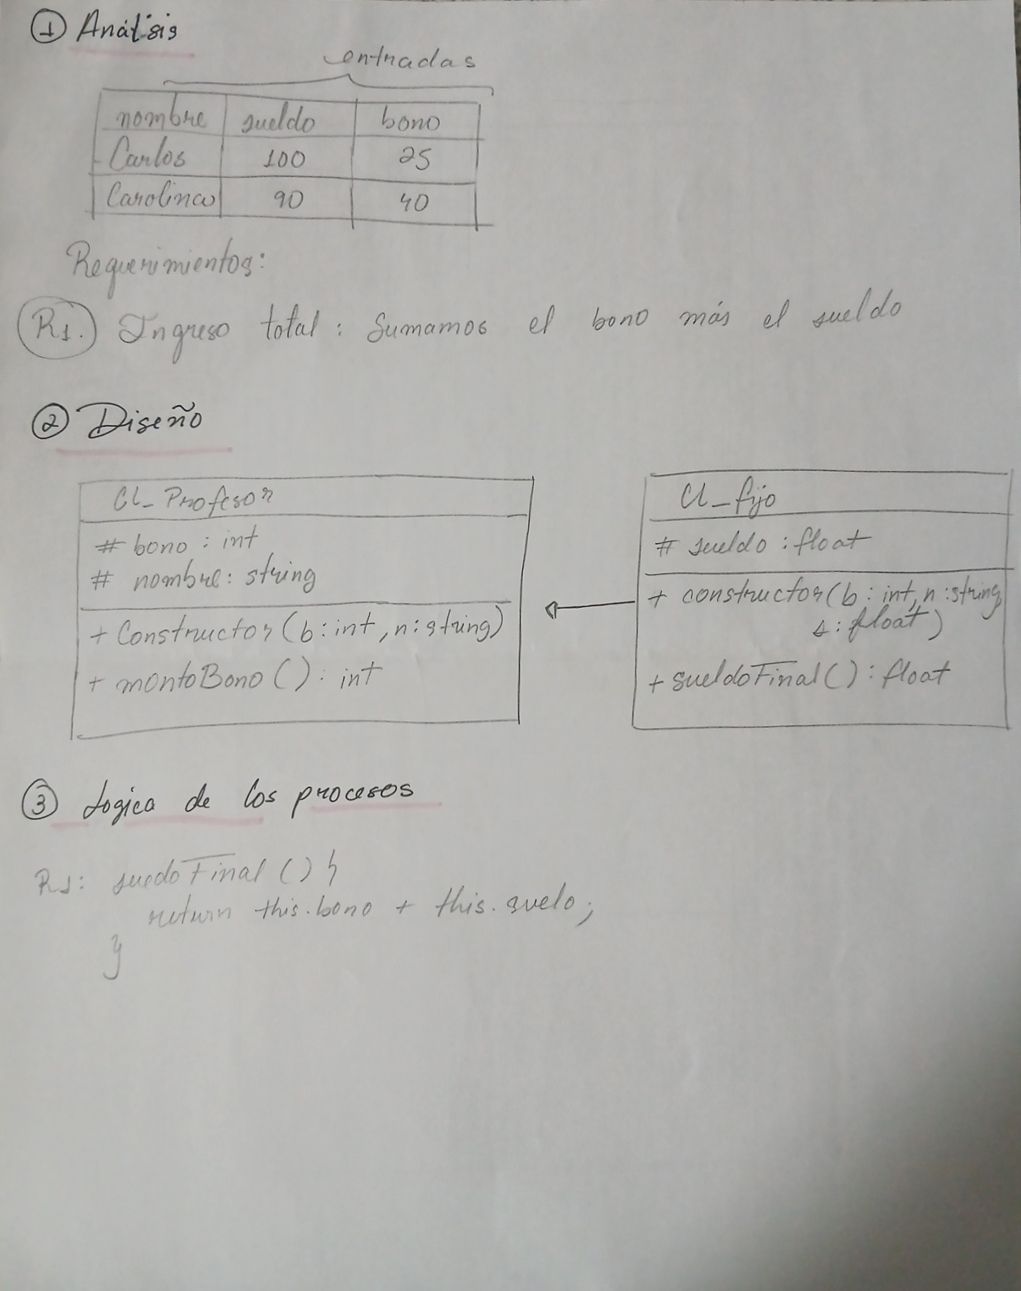 ① Análisis
entradas
nombre sueldo bono
Carlos 100 25
Carolina 90 40
Requerimientos:
R1. Ingreso total: Sumamos el bono más el sueldo
② Diseño
Cl_Profesor
# bono: int
# nombre: string
+ Constructor(b:int, n:string)
+ montoBono(): int
Cl_fijo
# sueldo: float
+ constructor(b:int, n:string
s:float)
+ sueldoFinal(): float
③ Logica de los procesos
R1: suedoFinal() {
return this.bono + this.suelo;
}